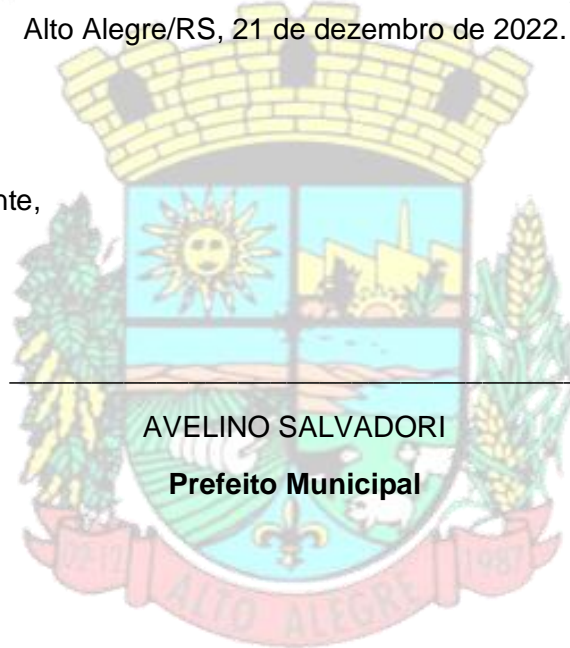 Alto Alegre/RS, 21 de dezembro de 2022.
nte,
AVELINO SALVADORI
Prefeito Municipal
ALTO ALEGRE
1987